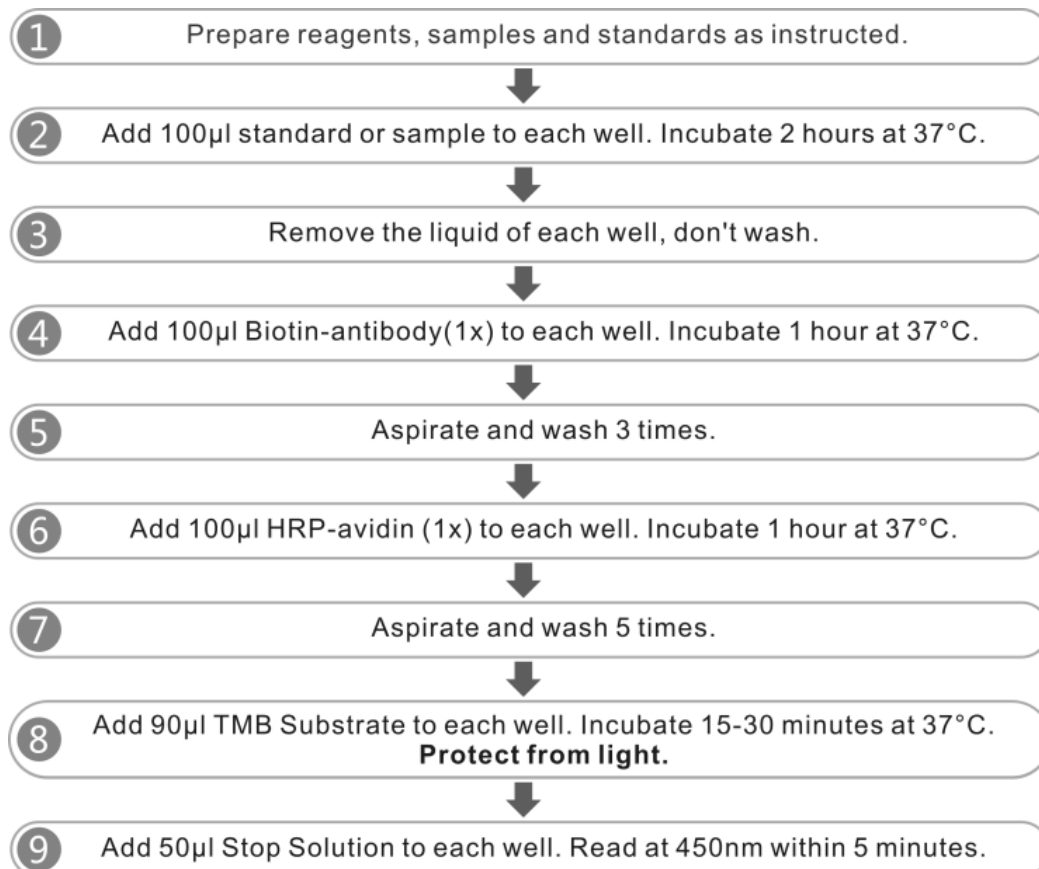 1 Prepare reagents, samples and standards as instructed.
2 Add 100µl standard or sample to each well. Incubate 2 hours at 37°C.
3 Remove the liquid of each well, don't wash.
4 Add 100µl Biotin-antibody(1x) to each well. Incubate 1 hour at 37°C.
5 Aspirate and wash 3 times.
6 Add 100µl HRP-avidin (1x) to each well. Incubate 1 hour at 37°C.
7 Aspirate and wash 5 times.
8 Add 90µl TMB Substrate to each well. Incubate 15-30 minutes at 37°C.
Protect from light.
9 Add 50µl Stop Solution to each well. Read at 450nm within 5 minutes.